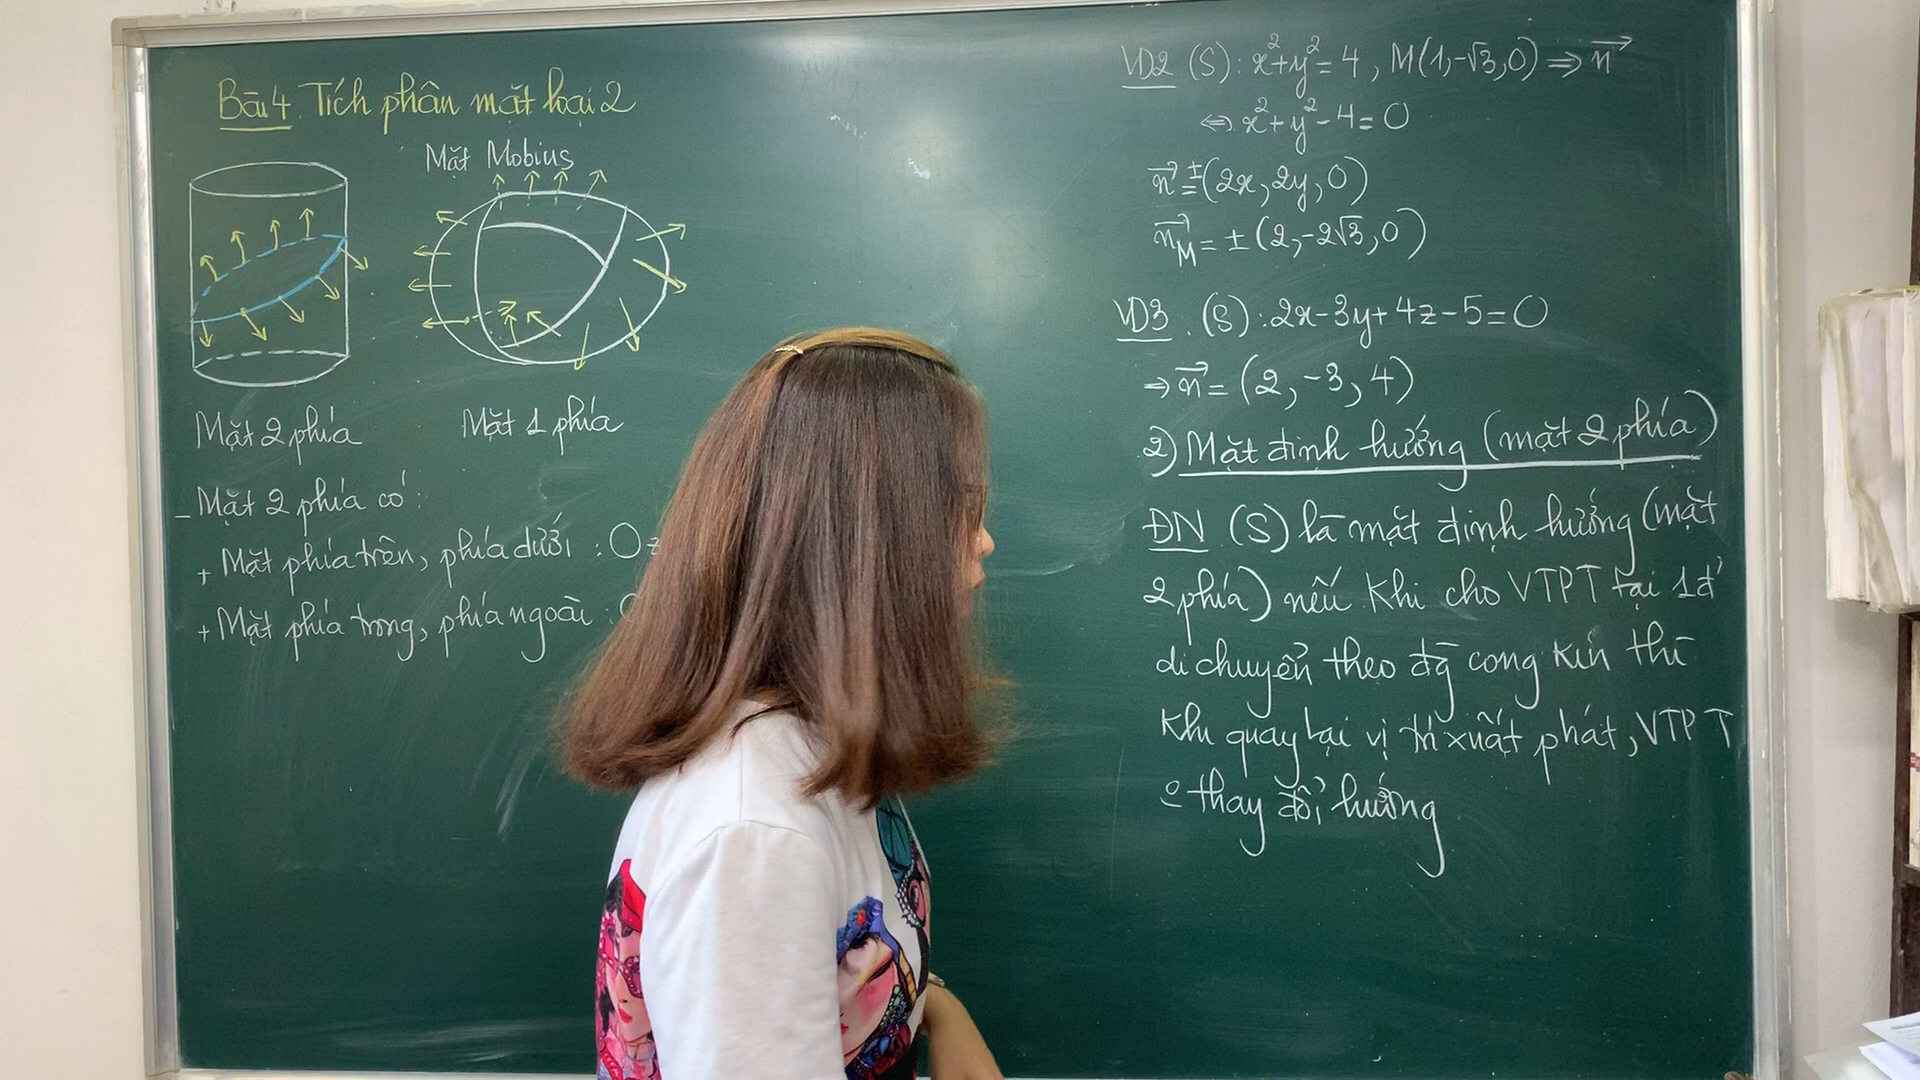 Bài 4. Tích phân mặt loại 2
Mặt Mobius
Mặt 2 phía
Mặt 1 phía
- Mặt 2 phía có:
+ Mặt phía trên, phía dưới : Oz
+ Mặt phía trong, phía ngoài :
VD2 (S): x²+y²=4, M(1,-√3,0) ⇒ n⃗
⇔ x²+y²-4=0
n⃗ = ±(2x, 2y, 0)
n⃗_M = ±(2,-2√3,0)
VD3. (S): 2x-3y+4z-5=0
⇒ n⃗ = (2, -3, 4)
2) Mặt định hướng (mặt 2 phía)
ĐN (S) là mặt định hướng (mặt
2 phía) nếu khi cho VTPT tại 1 đ'
di chuyển theo đg cong kín thì
khi quay lại vị trí xuất phát, VTPT
o thay đổi hướng